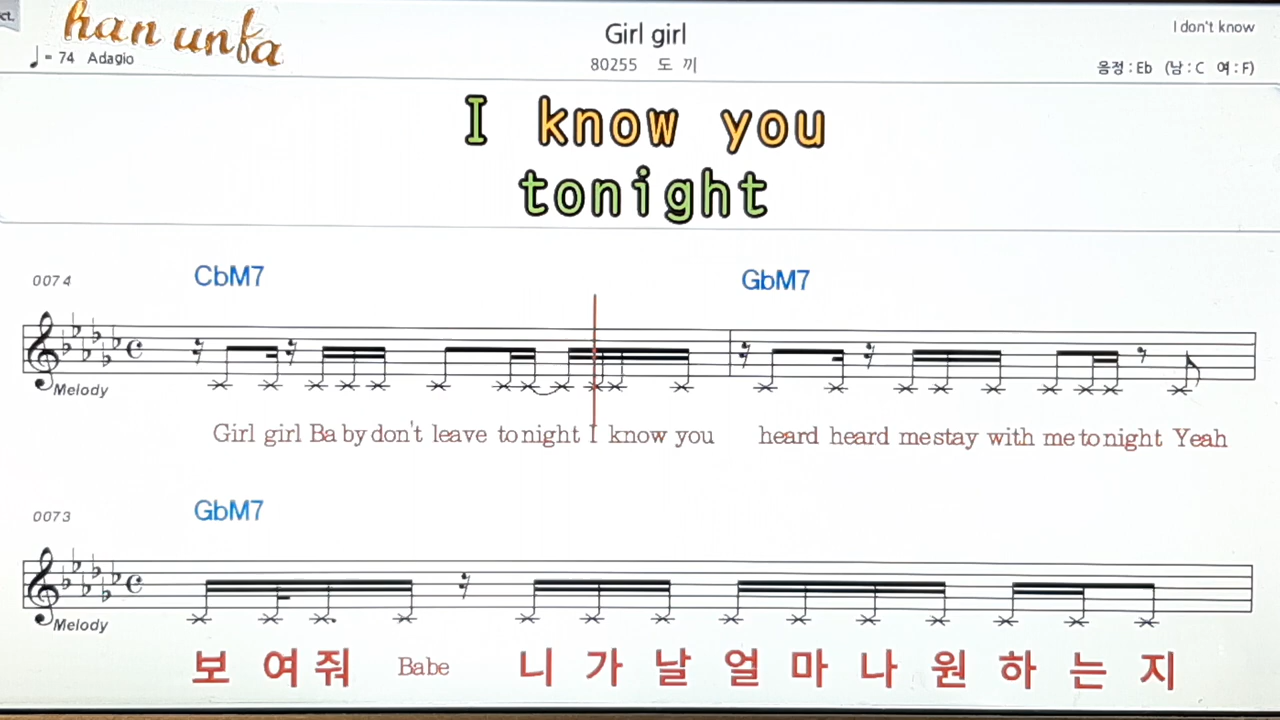 ct.
han unfa
Girl girl
I don't know
♩= 74 Adagio
80255 도 끼
음정 : Eb (남 : C 여 : F)
I know you
tonight
0074
CbM7
GbM7
Melody
Girl girl Ba by don't leave to night I know you heard heard me stay with me to night Yeah
0073
GbM7
Melody
보 여 줘 Babe 니 가 날 얼 마 나 원 하 는 지